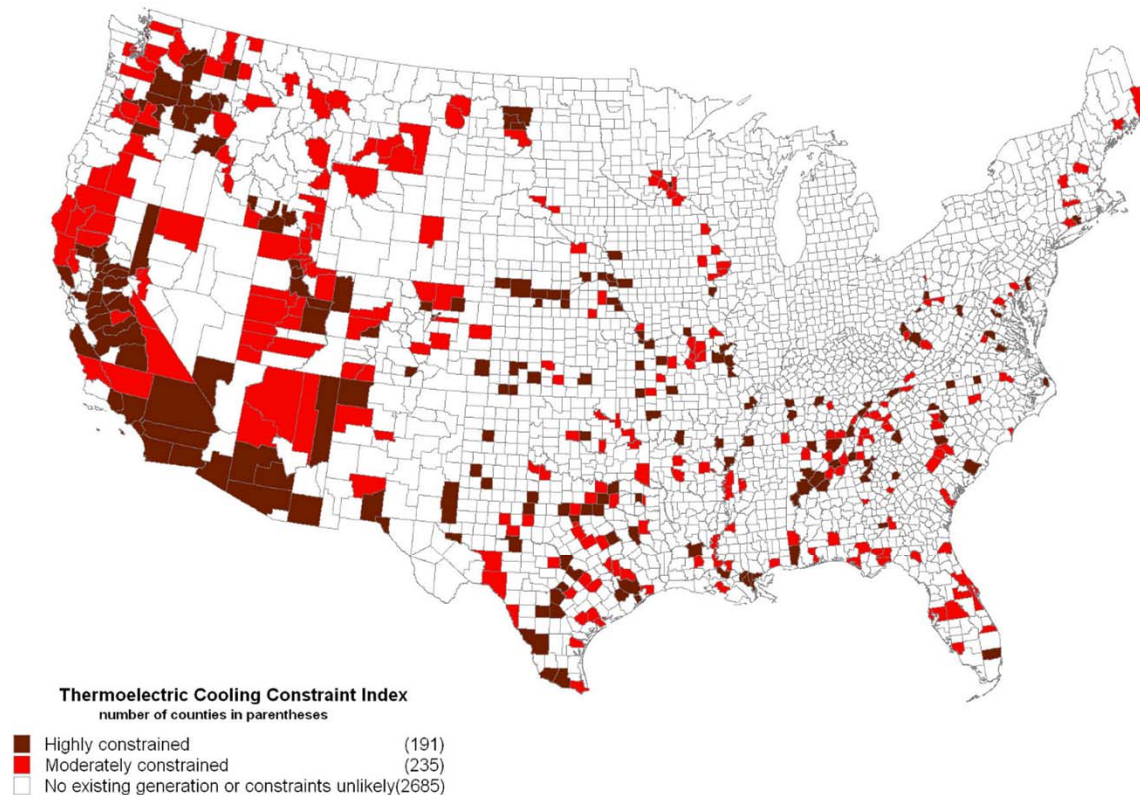 Thermoelectric Cooling Constraint Index
number of counties in parentheses
Highly constrained (191)
Moderately constrained (235)
No existing generation or constraints unlikely(2685)